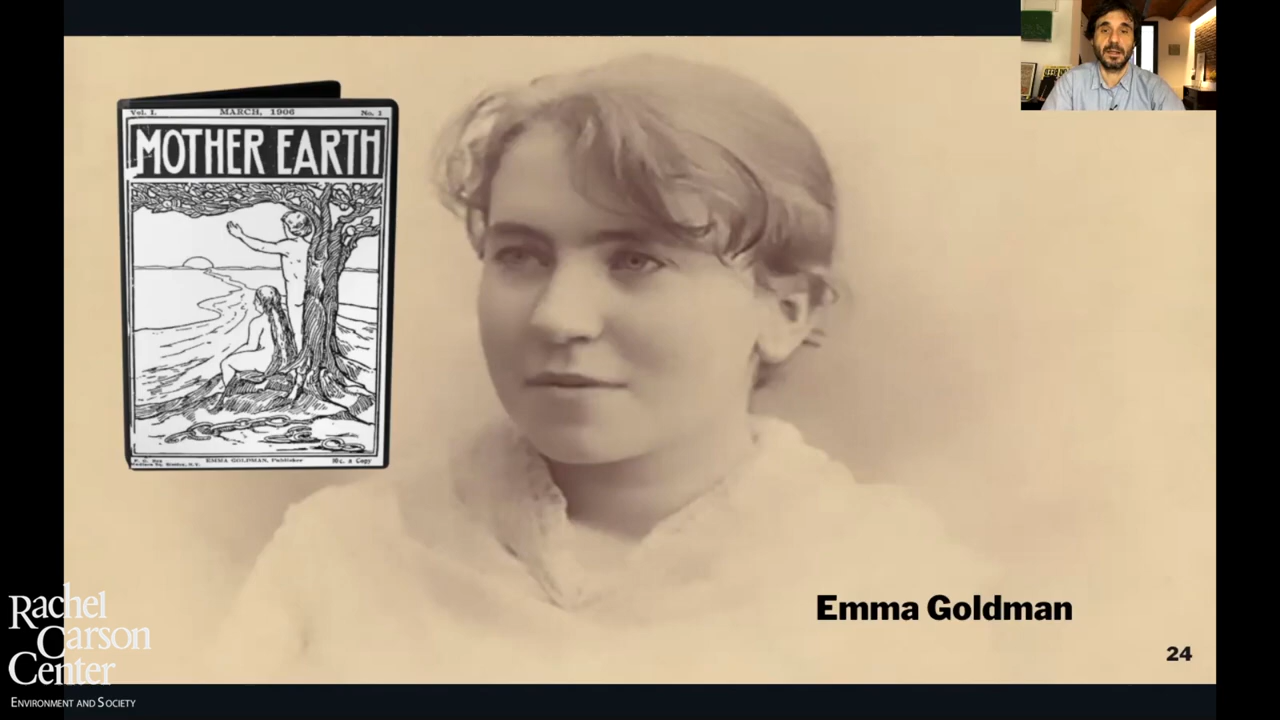 Vol. I. MARCH, 1906 No. 1
MOTHER EARTH
EMMA GOLDMAN, Publisher 10c. a Copy
Emma Goldman
24
Rachel
Carson
Center
ENVIRONMENT AND SOCIETY